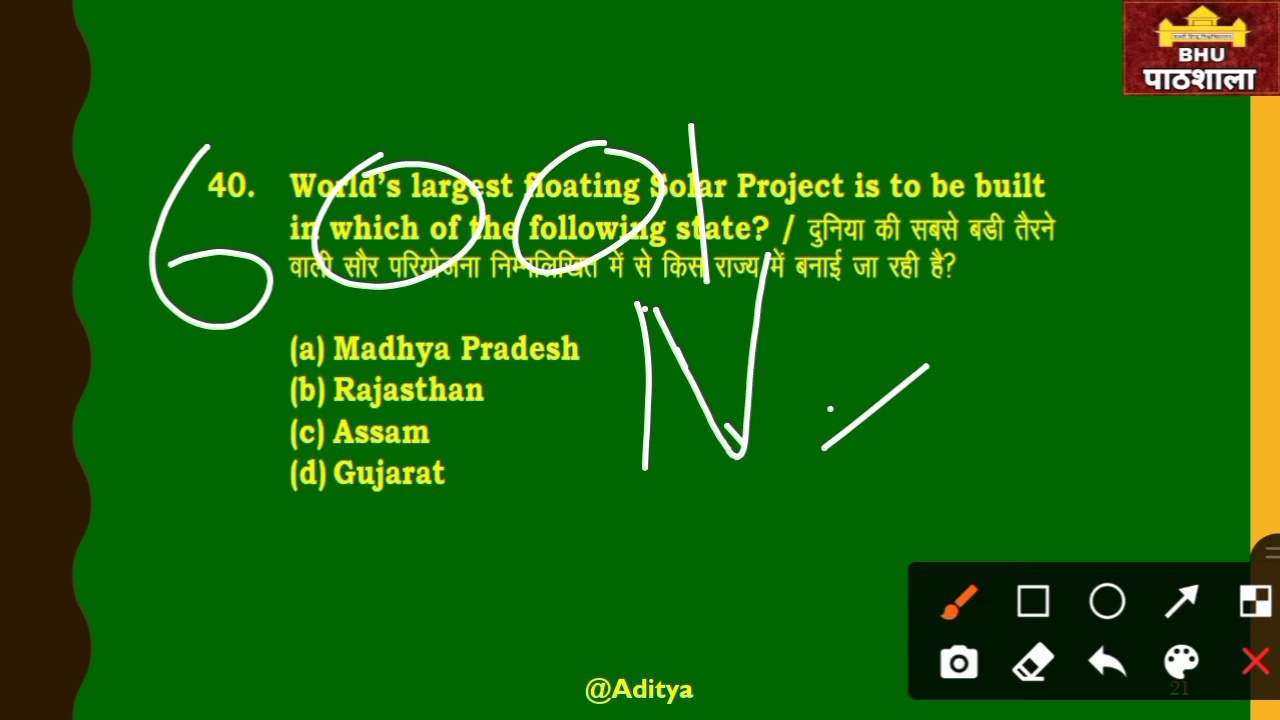 BHU
पाठशाला
40. World's largest floating Solar Project is to be built
in which of the following state? / दुनिया की सबसे बडी तैरने
वाली सौर परियोजना निम्नलिखित में से किस राज्य में बनाई जा रही है?
600
N
(a) Madhya Pradesh
(b) Rajasthan
(c) Assam
(d) Gujarat
@Aditya
21